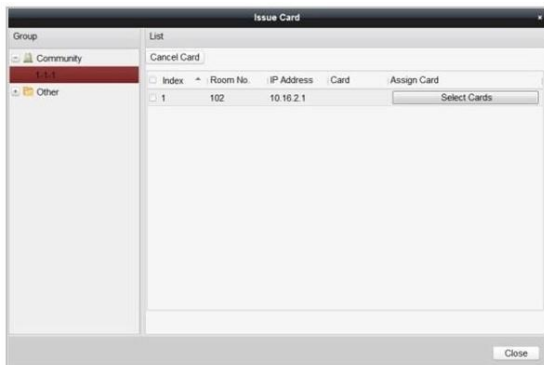 Issue Card
Group
List
Community
1-1-1
Other
Cancel Card
Index Room No. IP Address Card Assign Card
1 102 10.16.2.1 Select Cards
Close